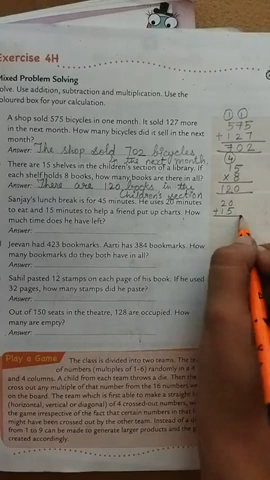 Exercise 4H
Mixed Problem Solving
olve. Use addition, subtraction and multiplication. Use the
oloured box for your calculation.
A shop sold 575 bicycles in one month. It sold 127 more
in the next month. How many bicycles did it sell in the next
month?
Answer: The shop sold 702 bicycles
in the next month.
There are 15 shelves in the children's section of a library. If
each shelf holds 8 books, how many books are there in all?
Answer: There are 120 books in the
Children's section
Sanjay's lunch break is for 45 minutes. He uses 20 minutes
to eat and 15 minutes to help a friend put up charts. How
much time does he have left?
Answer:
Jeevan had 423 bookmarks. Aarti has 384 bookmarks. How
many bookmarks do they both have in all?
Answer:
Sahil pasted 12 stamps on each page of his book. If he used
32 pages, how many stamps did he paste?
Answer:
Out of 150 seats in the theatre, 128 are occupied. How
many are empty?
Answer:
1 1
575
+ 127
702
4
15
x 8
120
20
+15
Play a Game
The class is divided into two teams. The
of numbers (multiples of 1–6) randomly in a 4
and 4 columns. A child from each team throws a die. Then the
cross out any multiple of that number from the 16 numbers
on the board. The team which is first able to make a straight
(horizontal, vertical or diagonal) of 4 crossed-out numbers,
the game irrespective of the fact that certain numbers in that
might have been crossed out by the other team. Instead of a
from 1 to 9 can be made to generate larger products and the
created accordingly.